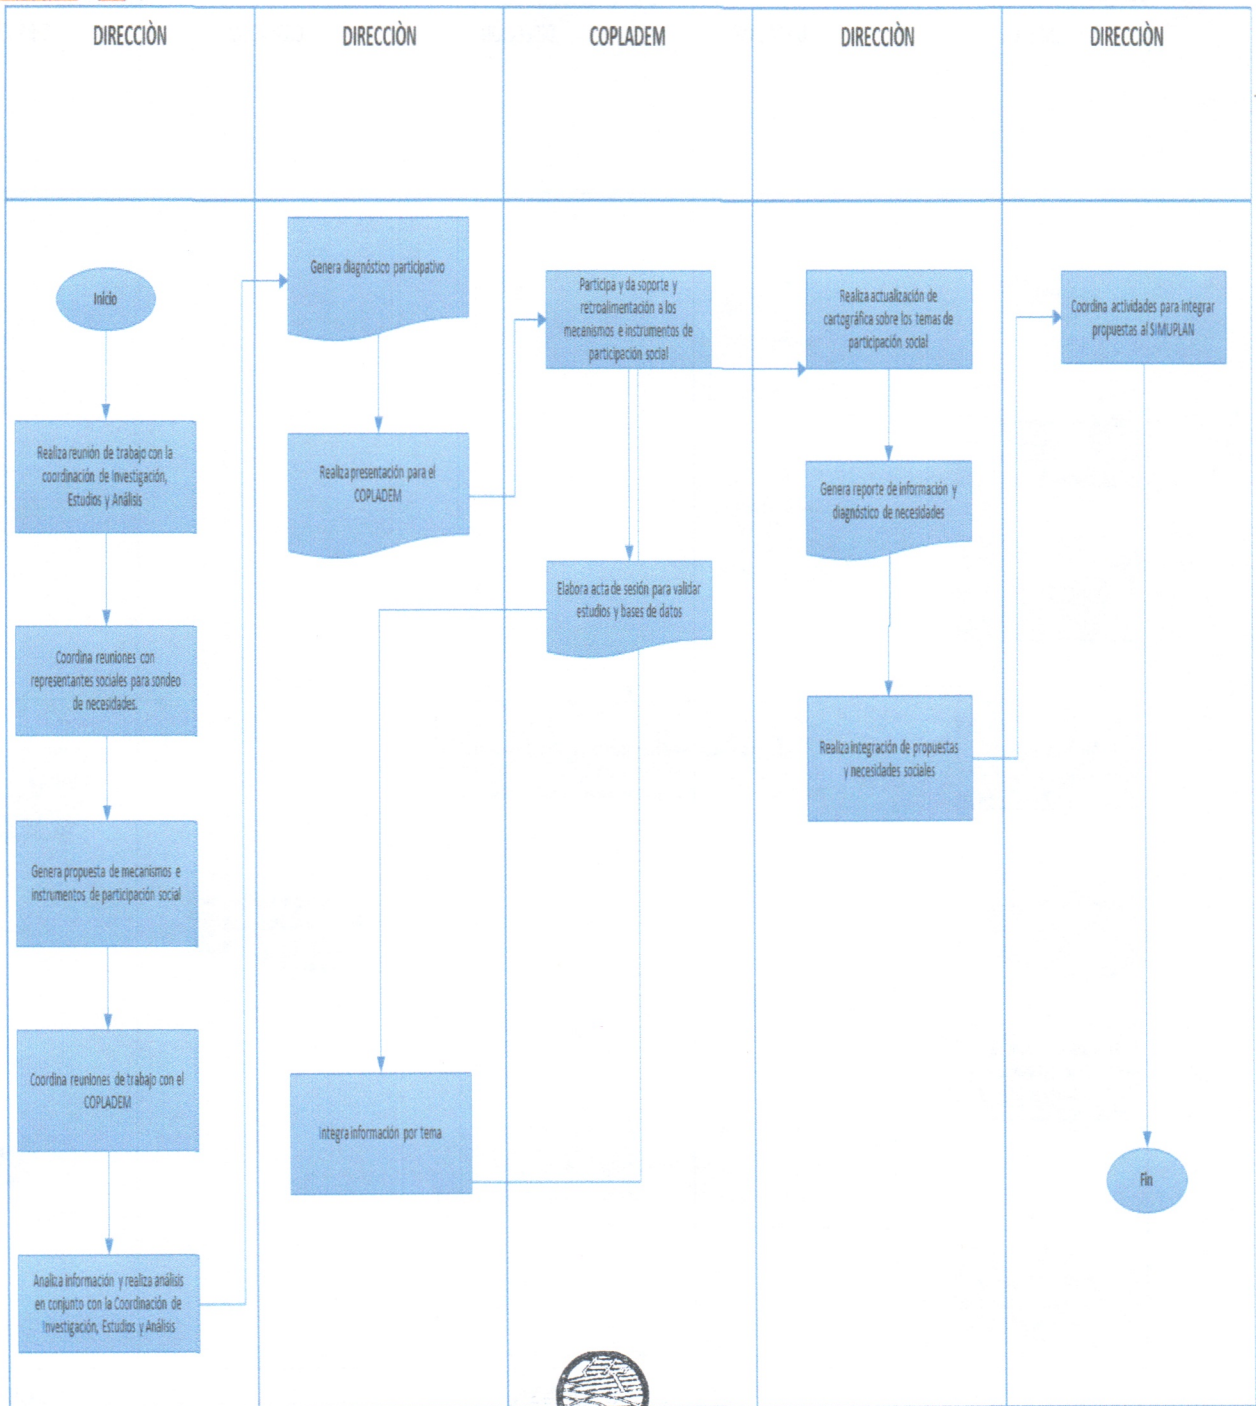 DIRECCIÒN
DIRECCIÒN
COPLADEM
DIRECCIÒN
DIRECCIÒN
Inicio
Realiza reunión de trabajo con la
coordinación de Investigación,
Estudios y Análisis
Coordina reuniones con
representantes sociales para sondeo
de necesidades.
Genera propuesta de mecanismos e
instrumentos de participación social
Coordina reuniones de trabajo con el
COPLADEM
Analiza información y realiza análisis
en conjunto con la Coordinación de
Investigación, Estudios y Análisis
Genera diagnóstico participativo
Realiza presentación para el
COPLADEM
Integra información por tema
Participa y da soporte y
retroalimentación a los
mecanismos e instrumentos de
participación social
Elabora acta de sesión para validar
estudios y bases de datos
Realiza actualización de
cartográfica sobre los temas de
participación social
Genera reporte de información y
diagnóstico de necesidades
Realiza integración de propuestas
y necesidades sociales
Coordina actividades para integrar
propuestas al SIMUPLAN
Fin